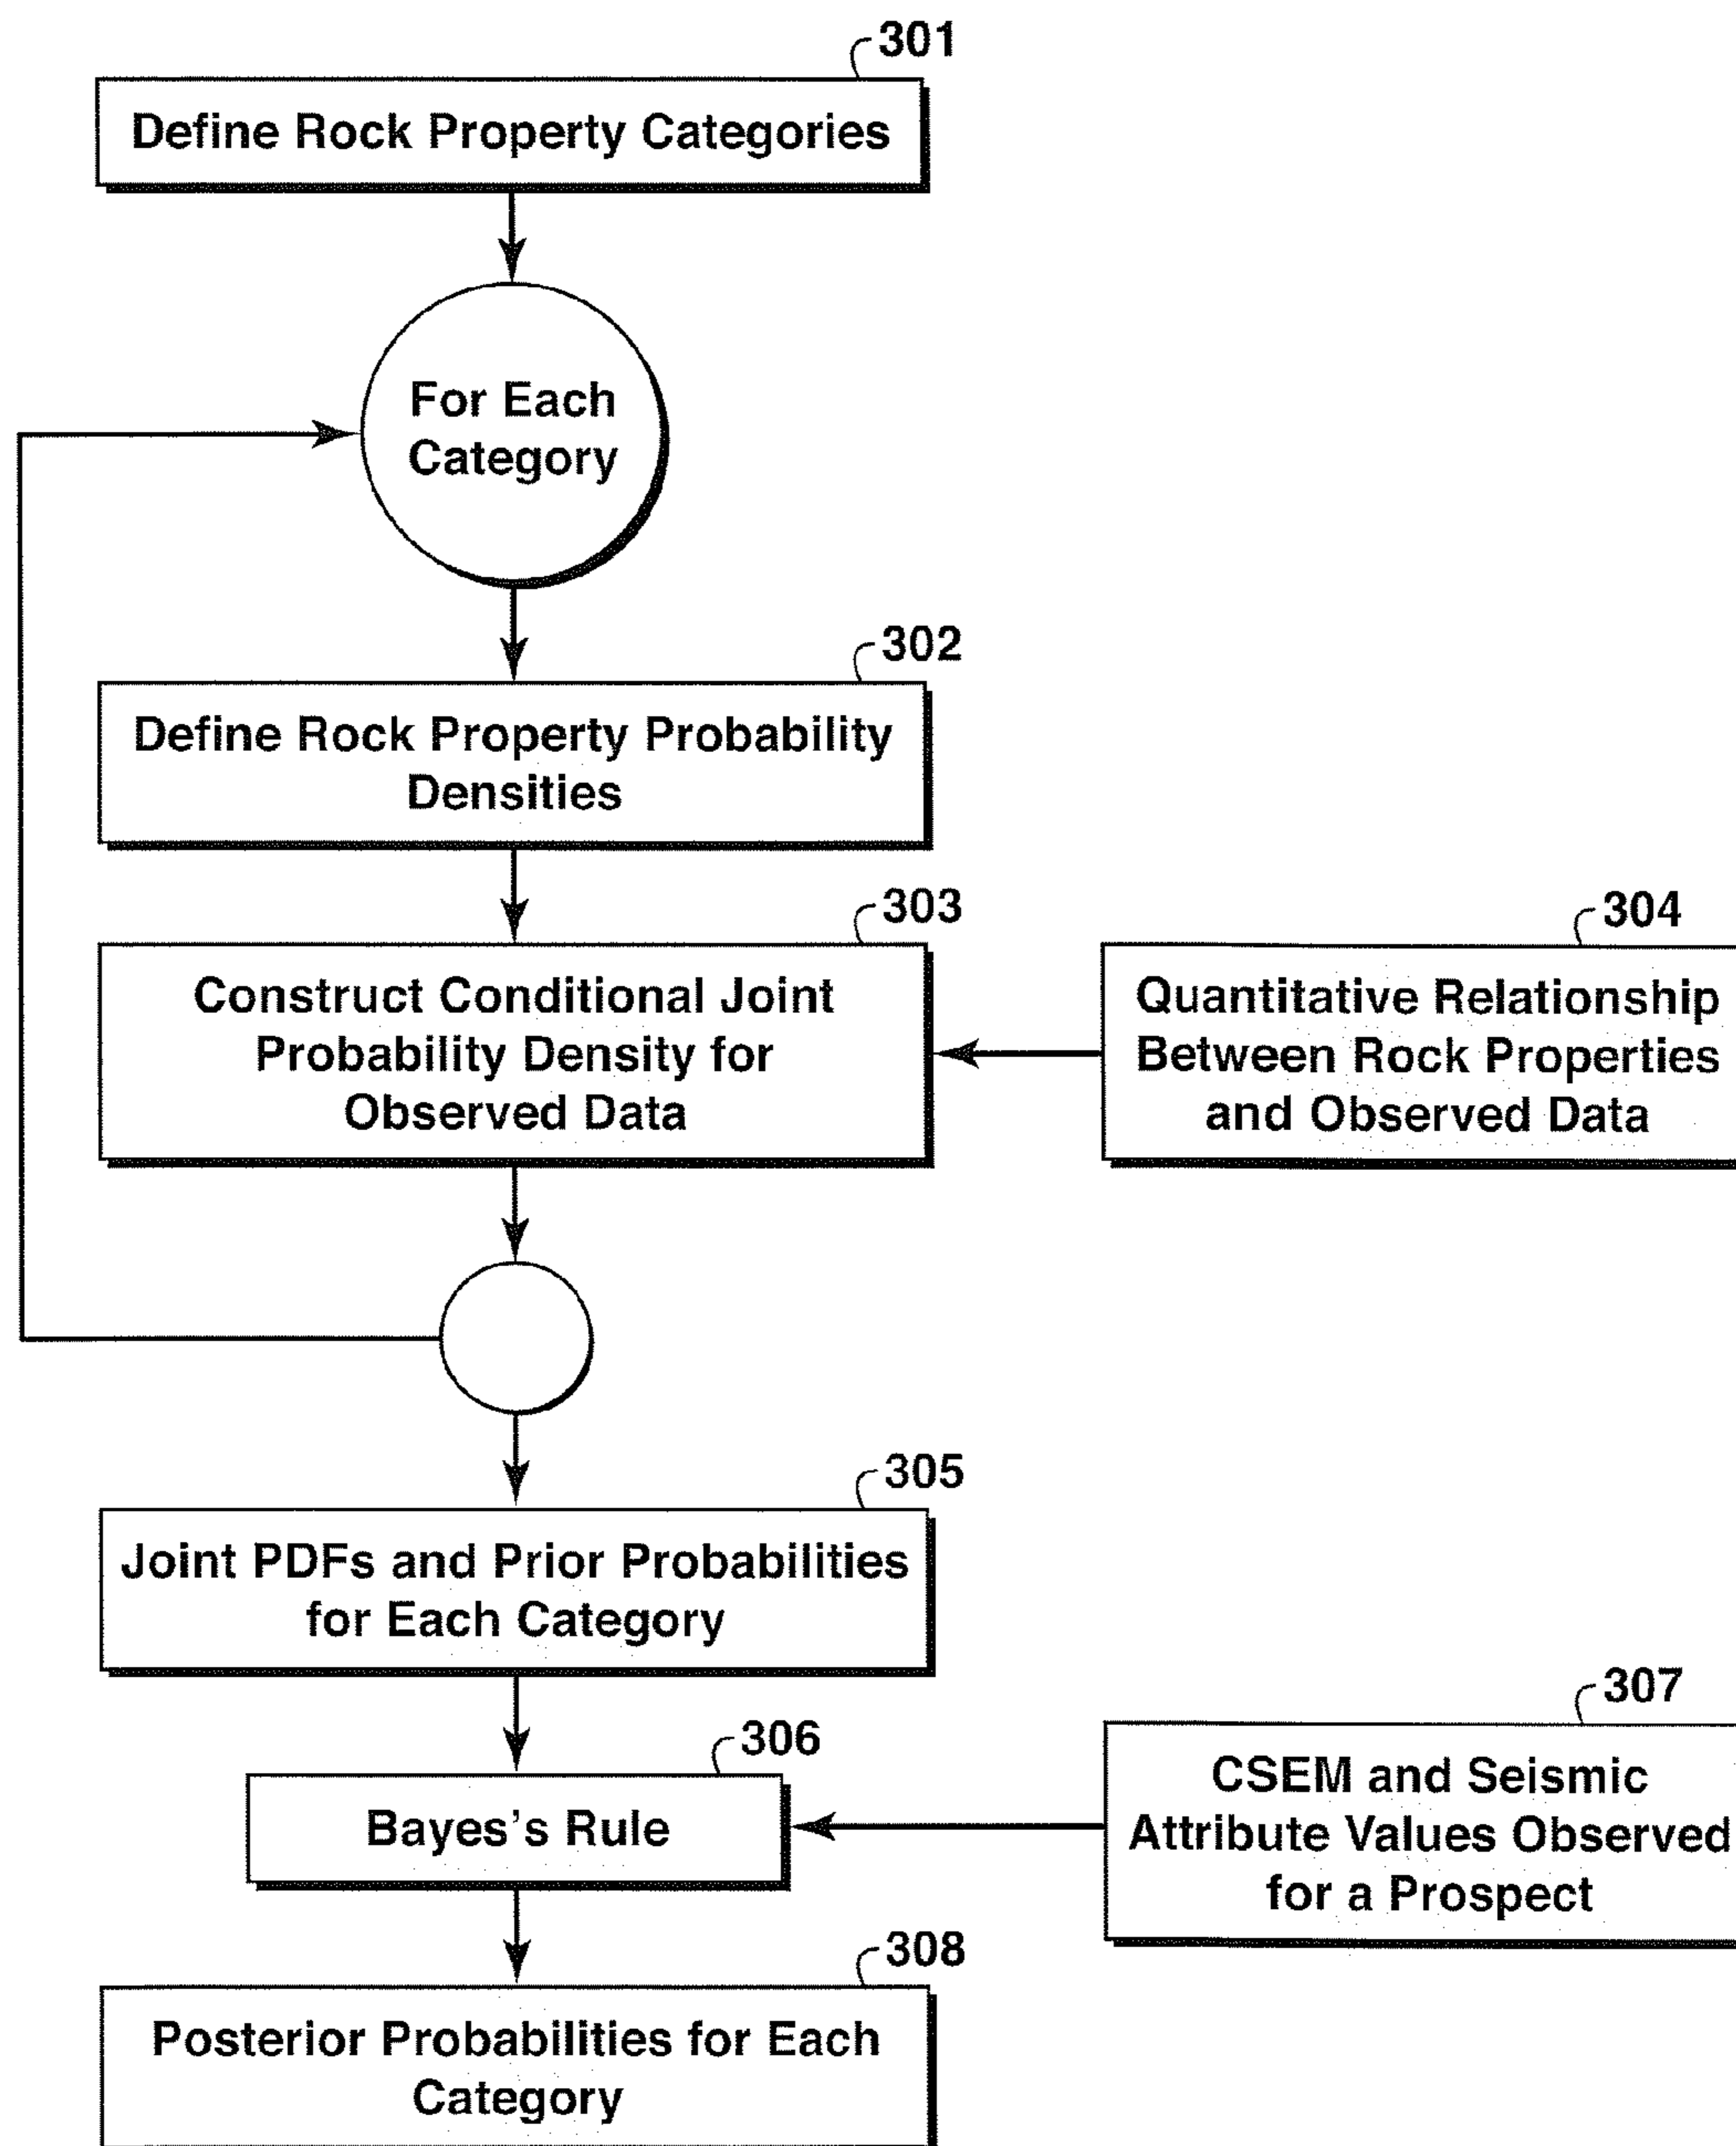 301
Define Rock Property Categories
For Each
Category
302
Define Rock Property Probability
Densities
303
Construct Conditional Joint
Probability Density for
Observed Data
304
Quantitative Relationship
Between Rock Properties
and Observed Data
305
Joint PDFs and Prior Probabilities
for Each Category
306
Bayes's Rule
307
CSEM and Seismic
Attribute Values Observed
for a Prospect
308
Posterior Probabilities for Each
Category